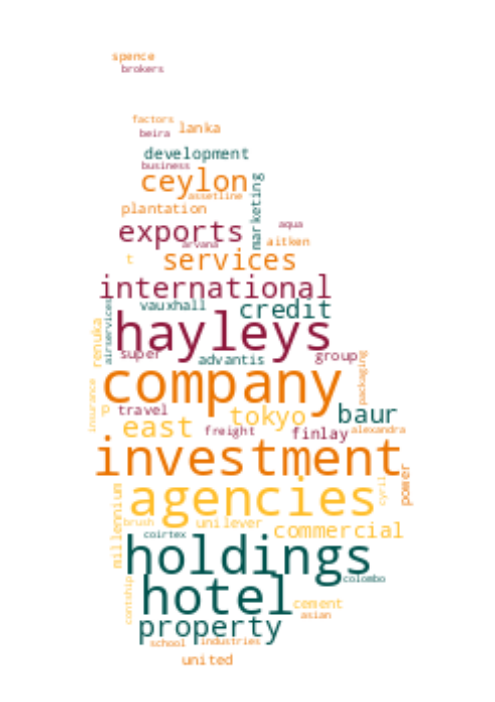 spence
brokers
factors
lanka
beira
development
business
marketing
ceylon
assetline
plantation
aqua
exports
aitken
arvana
t
services
international
vauxhall
credit
airservices
hayleys
renuka
super
advantis
group
packaging
company
insurance
p
travel
tokyo
baur
east
freight
finlay
alexandra
investment
power
cyril
millennium
agencies
brush
unilever
commercial
coirtex
holdings
colombo
contship
hotel
cement
asian
property
school
industries
united